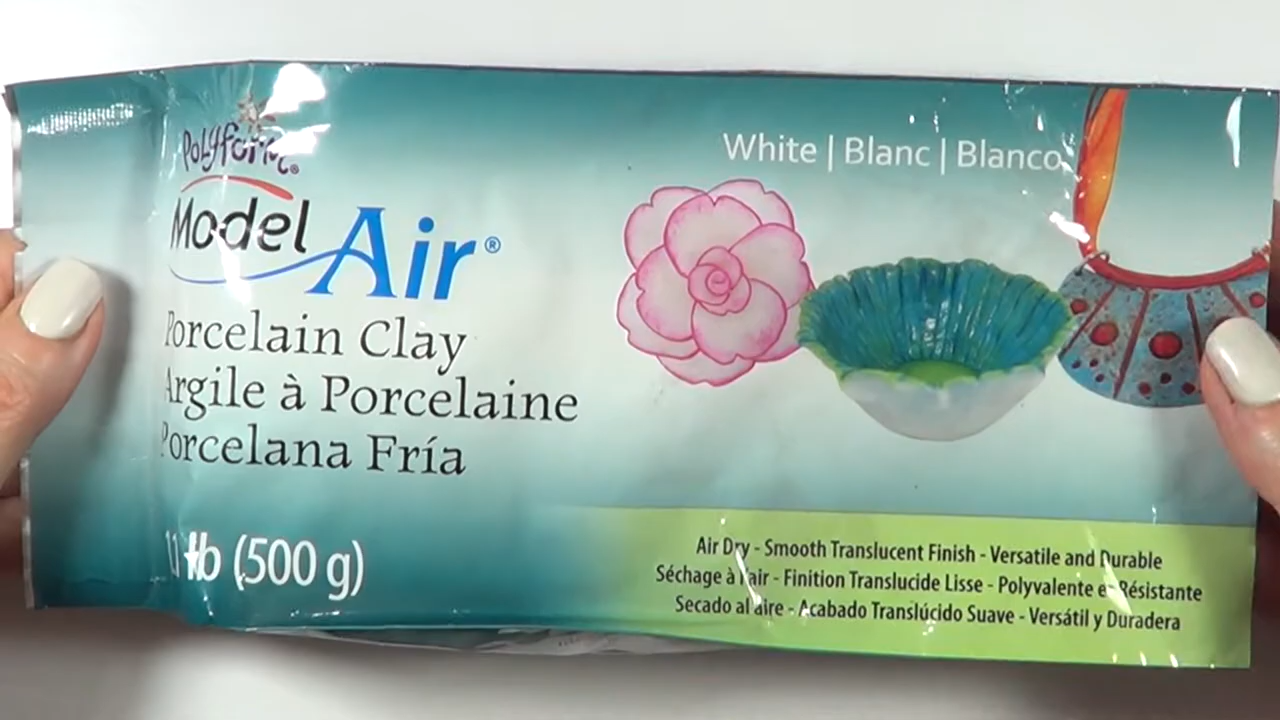 Polyform®
Model Air®
Porcelain Clay
Argile à Porcelaine
Porcelana Fría
1.1 lb (500 g)
White | Blanc | Blanco
Air Dry - Smooth Translucent Finish - Versatile and Durable
Séchage à l'air - Finition Translucide Lisse - Polyvalente et Résistante
Secado al aire - Acabado Translúcido Suave - Versátil y Duradera